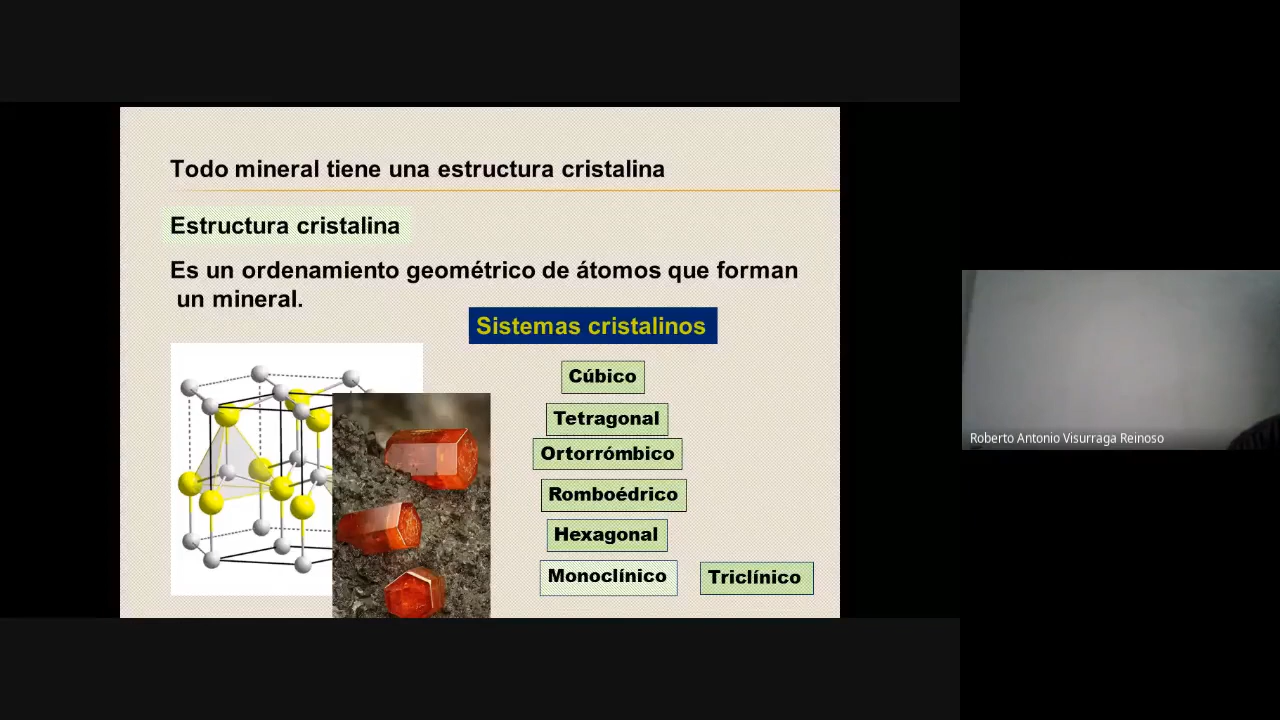 Todo mineral tiene una estructura cristalina
Estructura cristalina
Es un ordenamiento geométrico de átomos que forman
un mineral.
Sistemas cristalinos
Cúbico
Tetragonal
Ortorrómbico
Romboédrico
Hexagonal
Monoclínico
Triclínico
Roberto Antonio Visurraga Reinoso